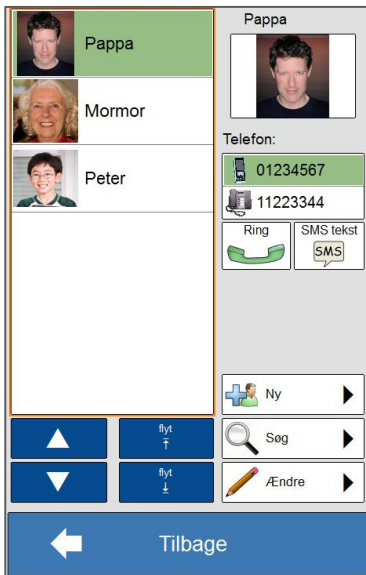 Pappa
Mormor
Peter
Pappa
Telefon:
01234567
11223344
Ring
SMS tekst
SMS
Ny
flyt
Søg
flyt
Ændre
Tilbage